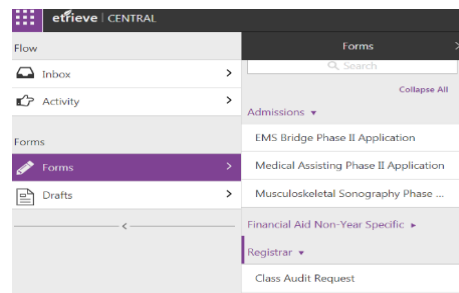 etrieve | CENTRAL
Flow
Inbox
Activity
Forms
Forms
Drafts
Forms
Search
Collapse All
Admissions
EMS Bridge Phase II Application
Medical Assisting Phase II Application
Musculoskeletal Sonography Phase ...
Financial Aid Non-Year Specific
Registrar
Class Audit Request